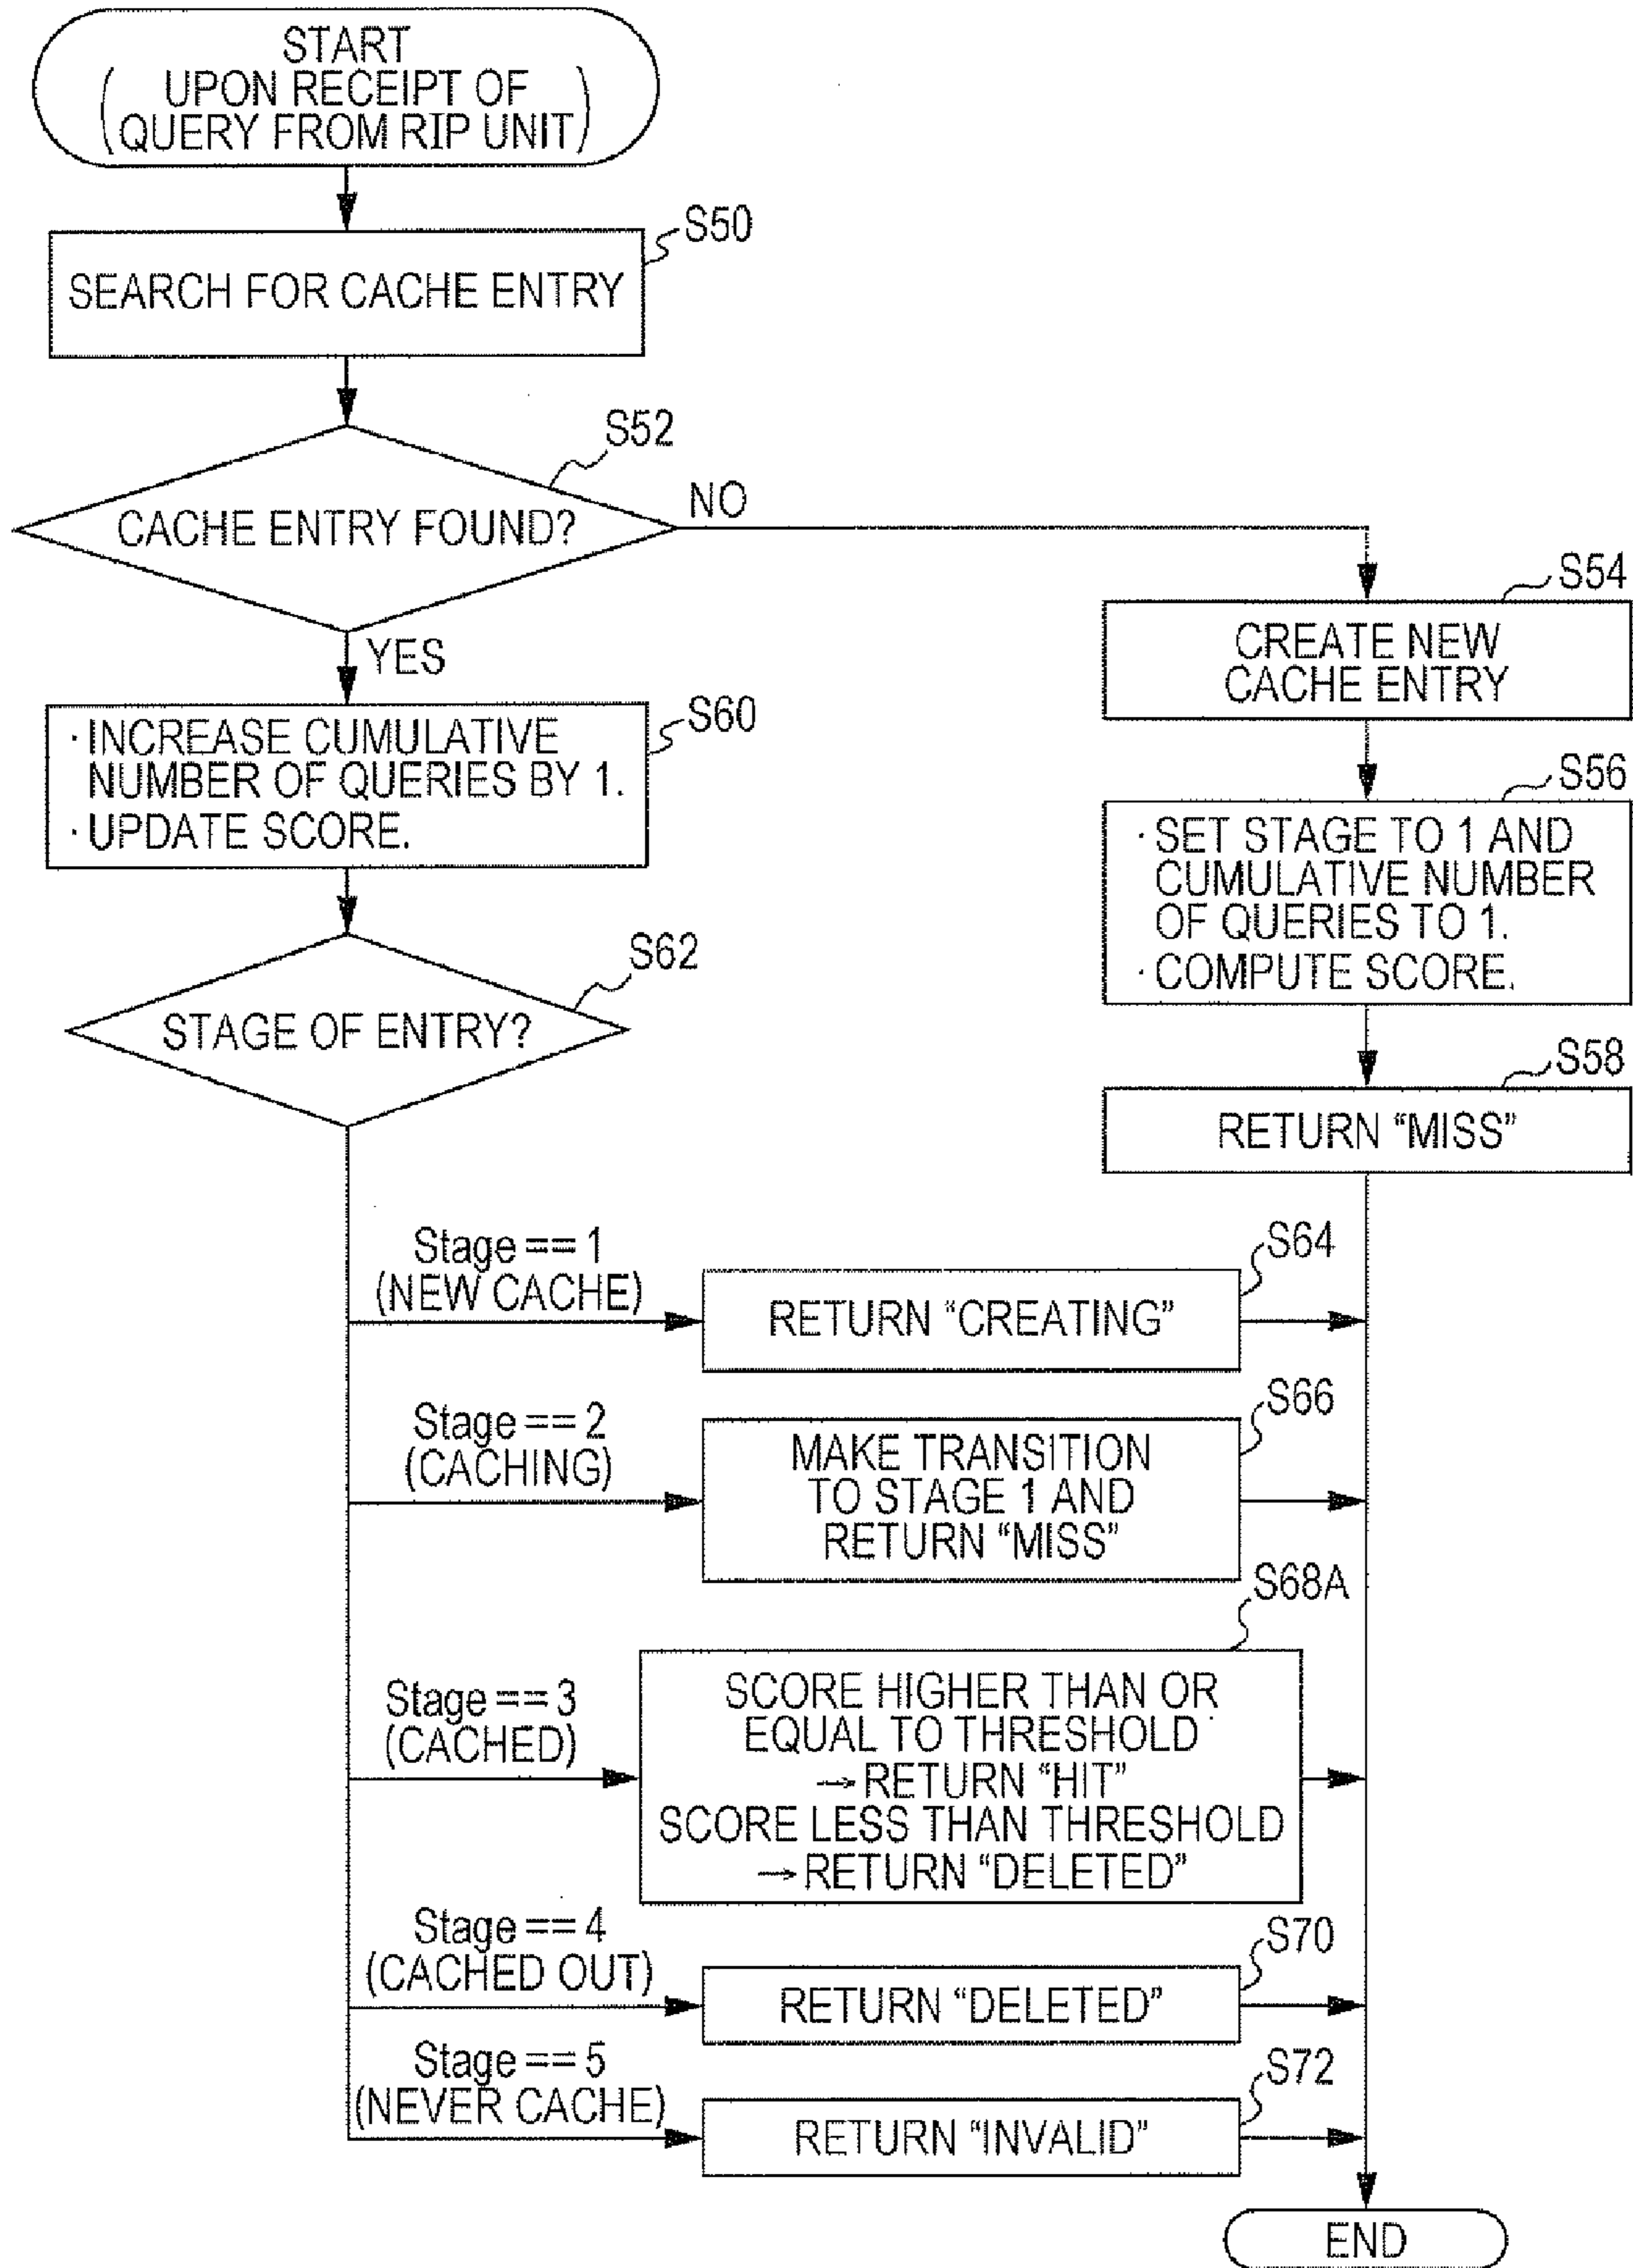 START
UPON RECEIPT OF
(QUERY FROM RIP UNIT)
S50
SEARCH FOR CACHE ENTRY
S52
CACHE ENTRY FOUND?
NO
YES
S54
CREATE NEW
CACHE ENTRY
S56
· SET STAGE TO 1 AND
CUMULATIVE NUMBER
OF QUERIES TO 1.
· COMPUTE SCORE.
S58
RETURN “MISS”
S60
· INCREASE CUMULATIVE
NUMBER OF QUERIES BY 1.
· UPDATE SCORE.
S62
STAGE OF ENTRY?
Stage == 1
(NEW CACHE)
S64
RETURN “CREATING”
Stage == 2
(CACHING)
S66
MAKE TRANSITION
TO STAGE 1 AND
RETURN “MISS”
Stage == 3
(CACHED)
S68A
SCORE HIGHER THAN OR
EQUAL TO THRESHOLD
→ RETURN “HIT”
SCORE LESS THAN THRESHOLD
→ RETURN “DELETED”
Stage == 4
(CACHED OUT)
S70
RETURN “DELETED”
Stage == 5
(NEVER CACHE)
S72
RETURN “INVALID”
END